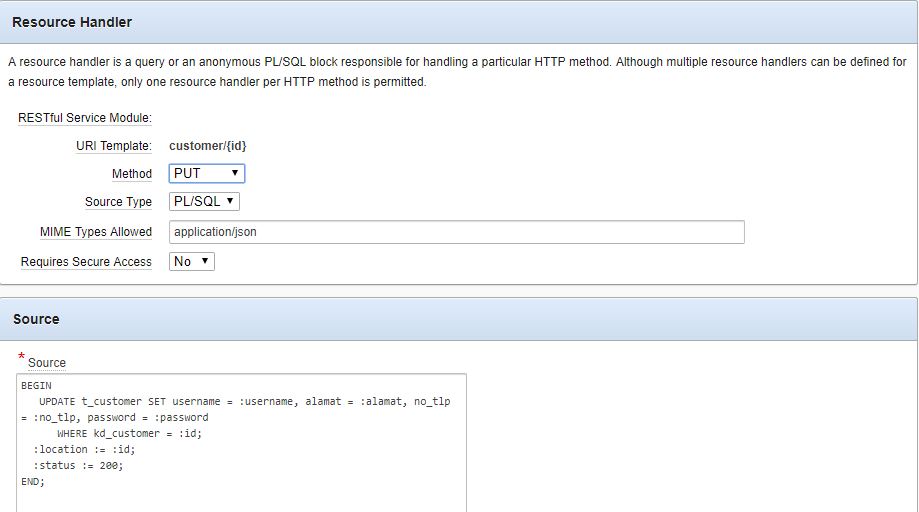 Resource Handler
A resource handler is a query or an anonymous PL/SQL block responsible for handling a particular HTTP method. Although multiple resource handlers can be defined for
a resource template, only one resource handler per HTTP method is permitted.
RESTful Service Module:
URI Template: customer/{id}
Method PUT
Source Type PL/SQL
MIME Types Allowed application/json
Requires Secure Access No
Source
* Source
BEGIN
UPDATE t_customer SET username = :username, alamat = :alamat, no_tlp
= :no_tlp, password = :password
WHERE kd_customer = :id;
:location := :id;
:status := 200;
END;